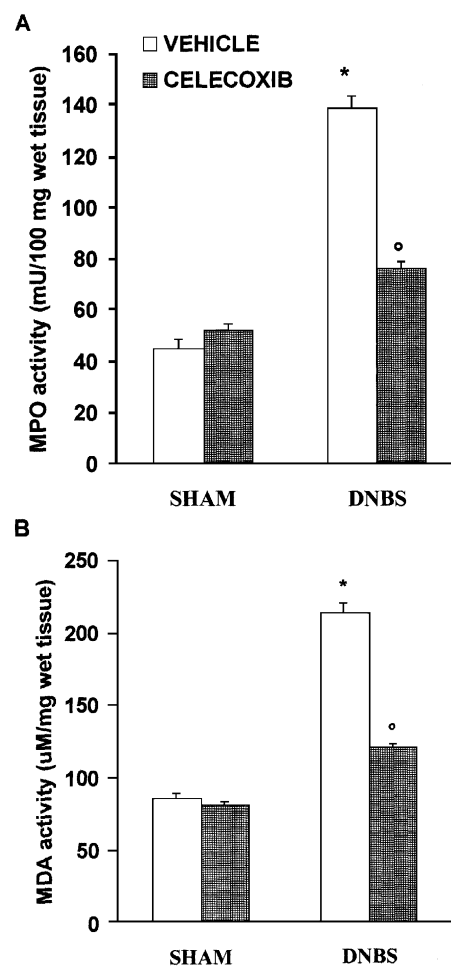 A
VEHICLE
CELECOXIB
MPO activity (mU/100 mg wet tissue)
160
140
120
100
80
60
40
20
0
*
°
SHAM DNBS
B
MDA activity (uM/mg wet tissue)
250
200
150
100
50
0
*
°
SHAM DNBS